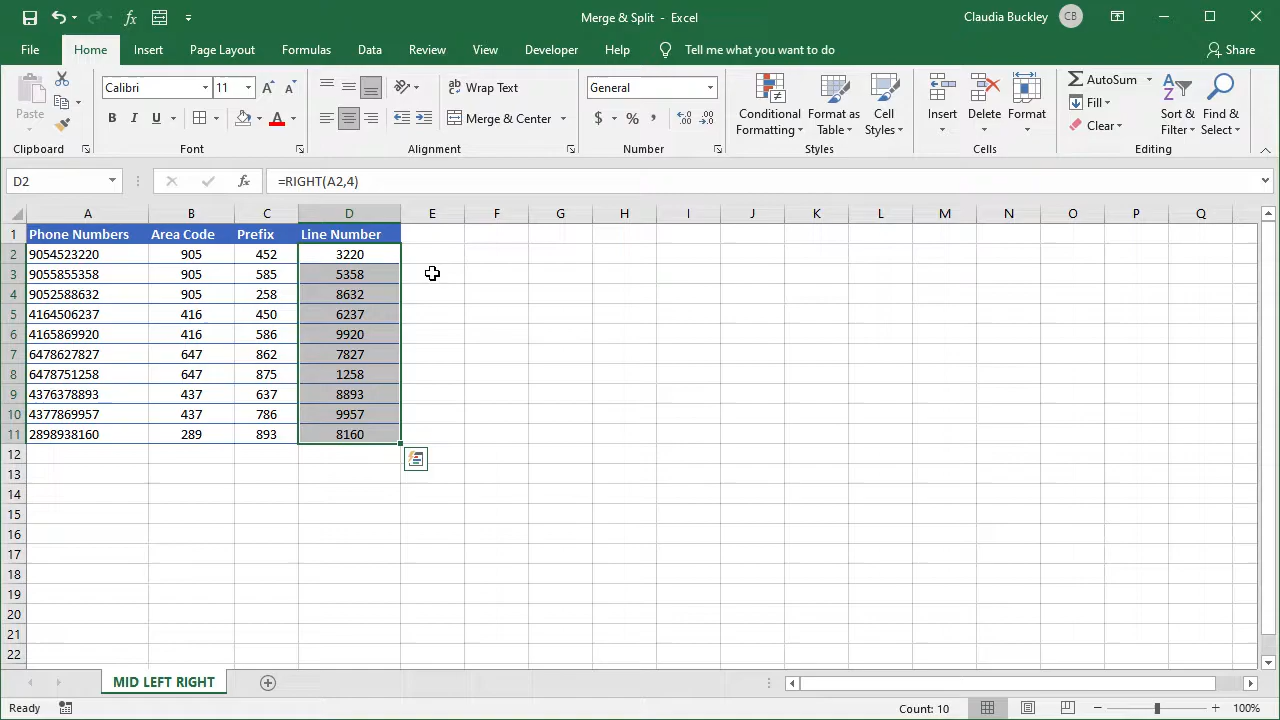 Merge & Split - Excel
Claudia Buckley CB
File Home Insert Page Layout Formulas Data Review View Developer Help Tell me what you want to do Share
Paste
Clipboard
Calibri 11
B I U
Font
Wrap Text
Merge & Center
Alignment
General
$ % ,
Number
Conditional Formatting
Format as Table
Cell Styles
Styles
Insert Delete Format
Cells
AutoSum
Fill
Clear
Sort & Filter
Find & Select
Editing
D2 fx =RIGHT(A2,4)
A B C D E F G H I J K L M N O P Q
1 Phone Numbers Area Code Prefix Line Number
2 9054523220 905 452 3220
3 9055855358 905 585 5358
4 9052588632 905 258 8632
5 4164506237 416 450 6237
6 4165869920 416 586 9920
7 6478627827 647 862 7827
8 6478751258 647 875 1258
9 4376378893 437 637 8893
10 4377869957 437 786 9957
11 2898938160 289 893 8160
12
13
14
15
16
17
18
19
20
21
22
MID LEFT RIGHT
Ready Count: 10 100%